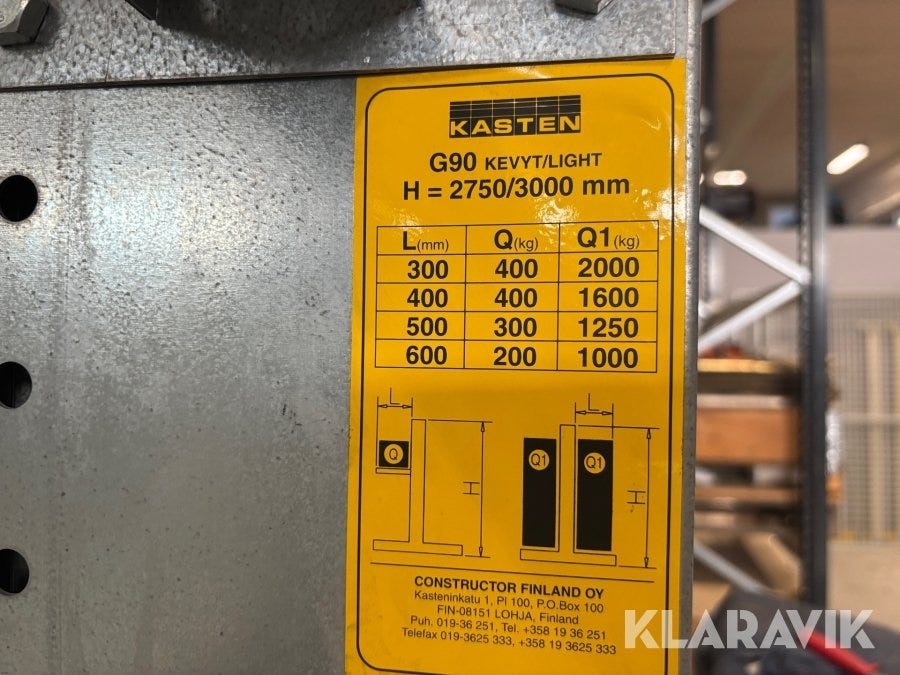 KASTEN
G90 KEVYT/LIGHT
H = 2750/3000 mm
L(mm) Q(kg) Q1(kg)
300 400 2000
400 400 1600
500 300 1250
600 200 1000
L L
Q Q1 Q1
H H
CONSTRUCTOR FINLAND OY
Kasteninkatu 1, Pl 100, P.O.Box 100
FIN-08151 LOHJA, Finland
Puh. 019-36 251, Tel. +358 19 36 251
Telefax 019-3625 333, +358 19 3625 333
KLARAVIK